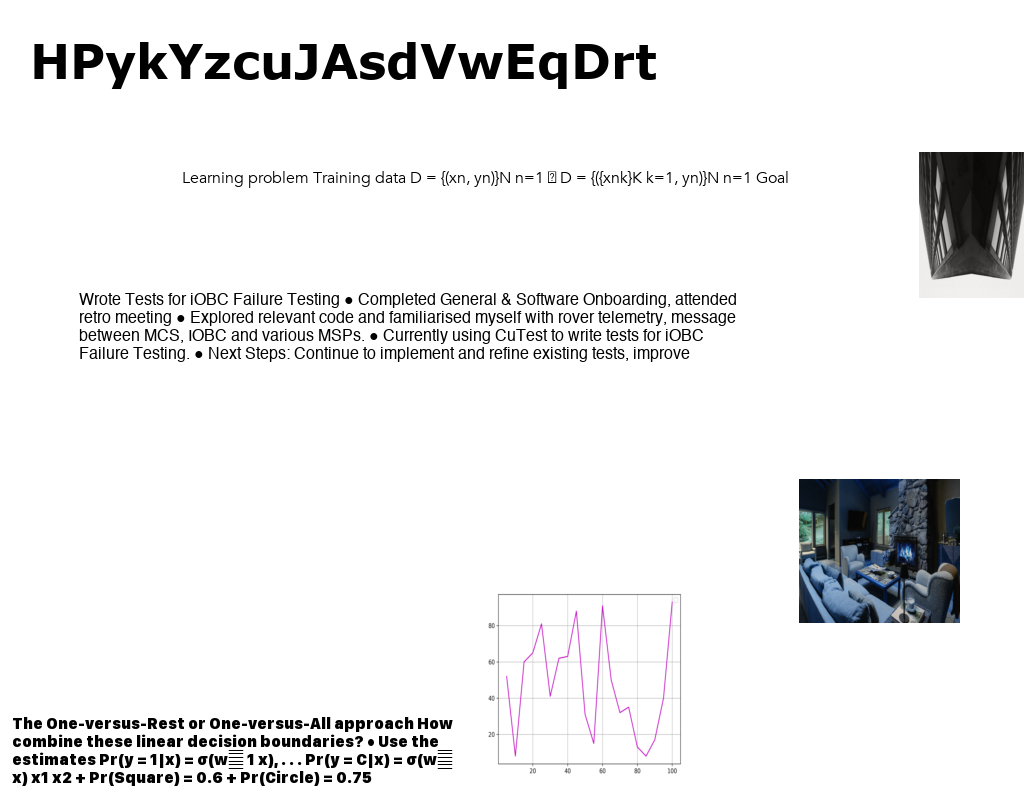 HPykYzcuJAsdVwEqDrt
Learning problem Training data D = {(xn, yn)}N n=1 D = {({xnk}K k=1, yn)}N n=1 Goal
Wrote Tests for iOBC Failure Testing ● Completed General & Software Onboarding, attended
retro meeting ● Explored relevant code and familiarised myself with rover telemetry, message
between MCS, IOBC and various MSPs. ● Currently using CuTest to write tests for iOBC
Failure Testing. ● Next Steps: Continue to implement and refine existing tests, improve
80
60
40
20
20 40 60 80 100
The One-versus-Rest or One-versus-All approach How
combine these linear decision boundaries? • Use the
estimates Pr(y = 1|x) = σ(w 1 x), . . . Pr(y = C|x) = σ(w
x) x1 x2 + Pr(Square) = 0.6 + Pr(Circle) = 0.75